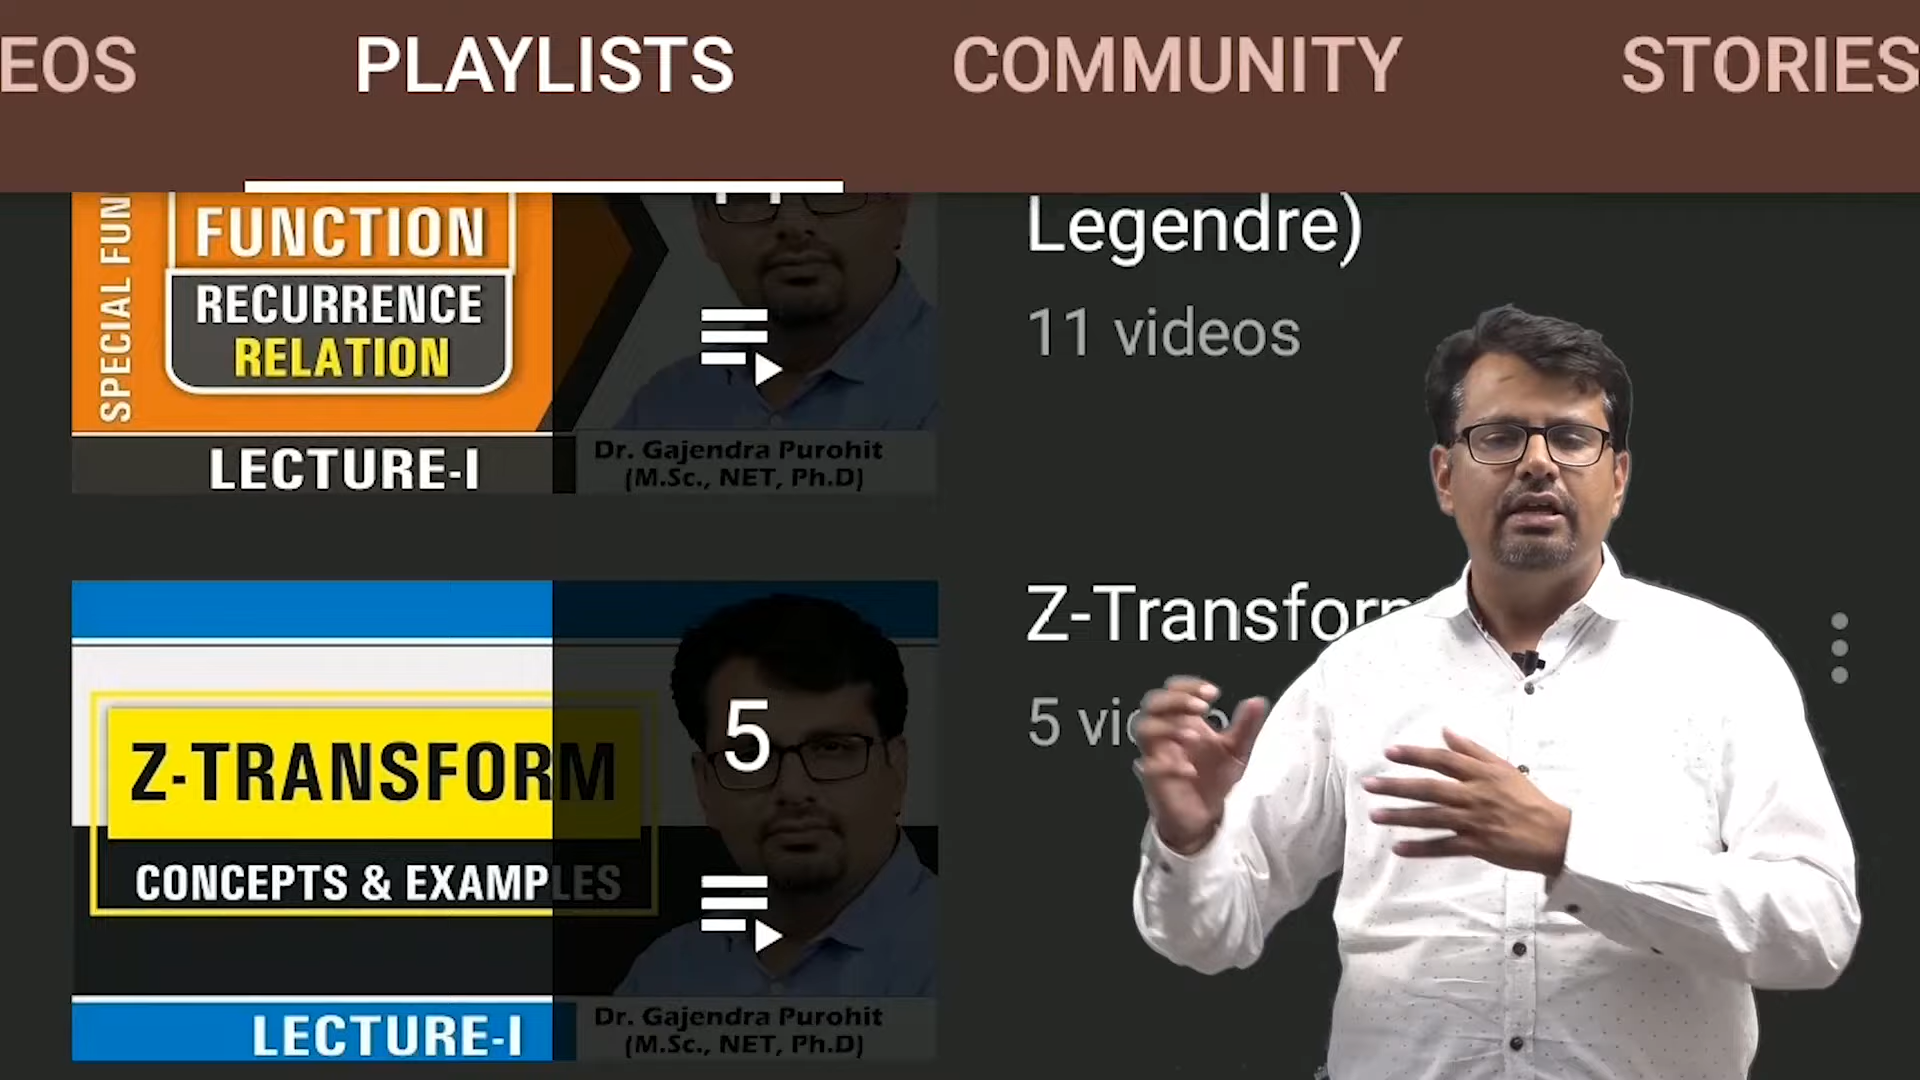 EOS PLAYLISTS COMMUNITY STORIES
SPECIAL FUN
FUNCTION
RECURRENCE
RELATION
LECTURE-I
Dr. Gajendra Purohit
(M.Sc., NET, Ph.D)
Legendre)
11 videos
Z-TRANSFORM
CONCEPTS & EXAMPLES
LECTURE-I
5
Dr. Gajendra Purohit
(M.Sc., NET, Ph.D)
Z-Transfor
5